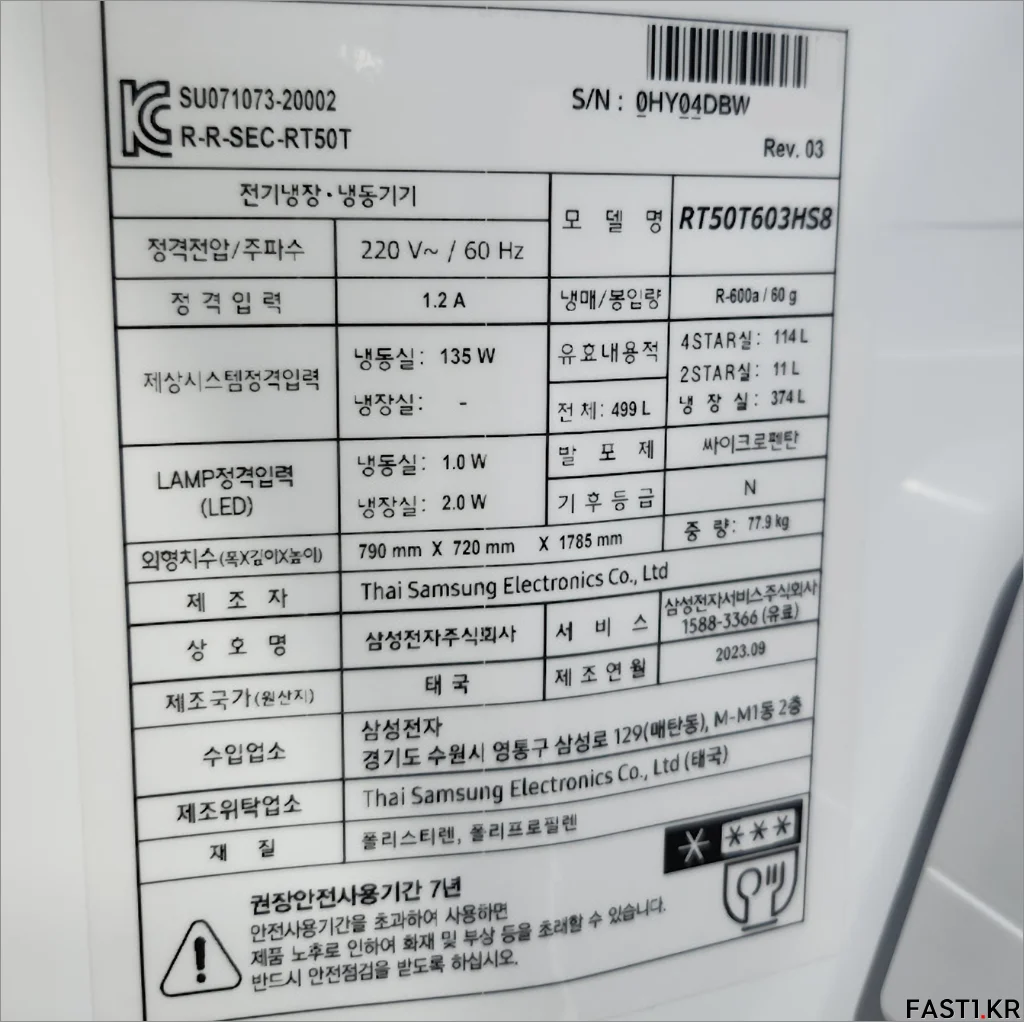 KC
SU071073-20002
R-R-SEC-RT50T
S/N : 0HY04DBW
Rev. 03
전기냉장·냉동기기
모 델 명
RT50T603HS8
정격전압/주파수
220 V~ / 60 Hz
정 격 입 력
1.2 A
냉매/봉입량
R-600a / 60 g
제상시스템정격입력
냉동실: 135 W
냉장실: -
유효내용적
전 체: 499 L
4STAR실: 114 L
2STAR실: 11 L
냉 장 실: 374 L
LAMP정격입력
(LED)
냉동실: 1.0 W
냉장실: 2.0 W
발 포 제
싸이크로펜탄
기 후 등 급
N
외형치수(폭X깊이X높이)
790 mm X 720 mm X 1785 mm
중 량: 77.9 kg
제 조 자
Thai Samsung Electronics Co., Ltd
상 호 명
삼성전자주식회사
서 비 스
삼성전자서비스주식회사
1588-3366 (유료)
제조국가(원산지)
태 국
제 조 연 월
2023.09
수입업소
삼성전자
경기도 수원시 영통구 삼성로 129(매탄동), M-M1동 2층
제조위탁업소
Thai Samsung Electronics Co., Ltd (태국)
재 질
폴리스티렌, 폴리프로필렌
권장안전사용기간 7년
안전사용기간을 초과하여 사용하면
제품 노후로 인하여 화재 및 부상 등을 초래할 수 있습니다.
반드시 안전점검을 받도록 하십시오.
FAST1.KR